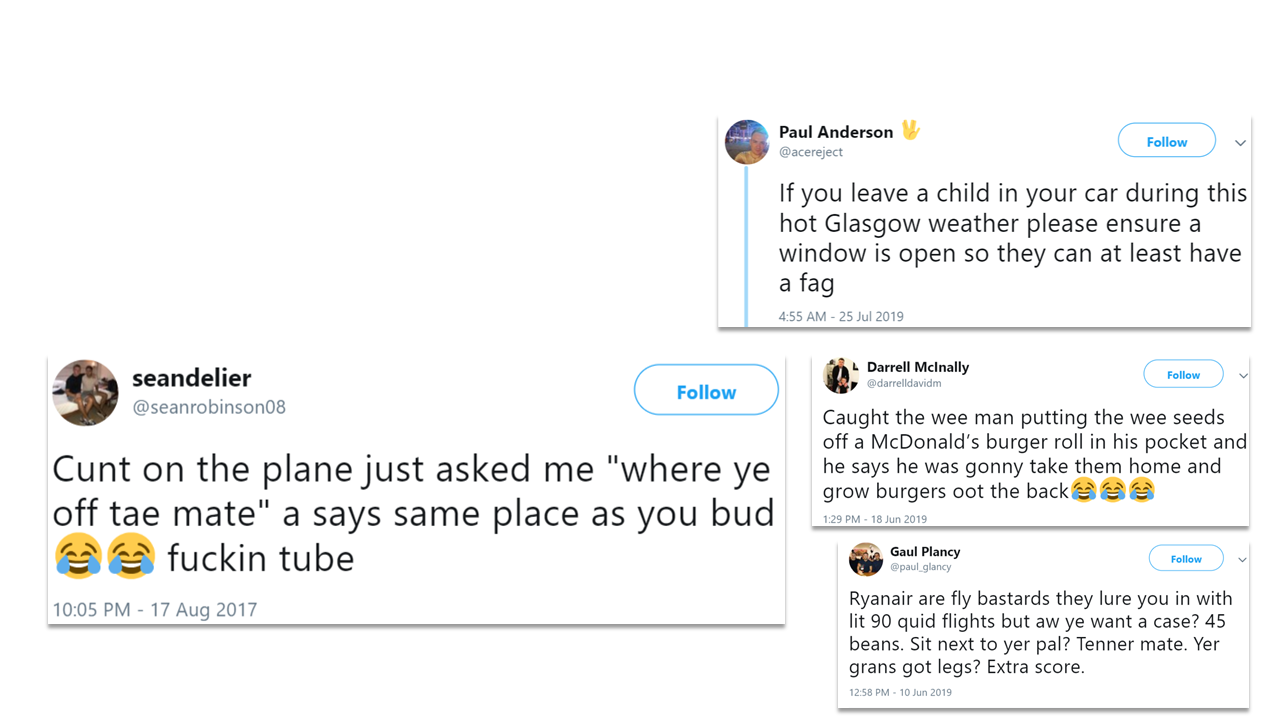 Paul Anderson 🖖
@acereject
Follow
If you leave a child in your car during this
hot Glasgow weather please ensure a
window is open so they can at least have
a fag
4:55 AM - 25 Jul 2019
seandelier
@seanrobinson08
Follow
Cunt on the plane just asked me "where ye
off tae mate" a says same place as you bud
😂😂 fuckin tube
10:05 PM - 17 Aug 2017
Darrell McInally
@darrelldavidm
Follow
Caught the wee man putting the wee seeds
off a McDonald’s burger roll in his pocket and
he says he was gonny take them home and
grow burgers oot the back😂😂😂
1:29 PM - 18 Jun 2019
Gaul Plancy
@paul_glancy
Follow
Ryanair are fly bastards they lure you in with
lit 90 quid flights but aw ye want a case? 45
beans. Sit next to yer pal? Tenner mate. Yer
grans got legs? Extra score.
12:58 PM - 10 Jun 2019